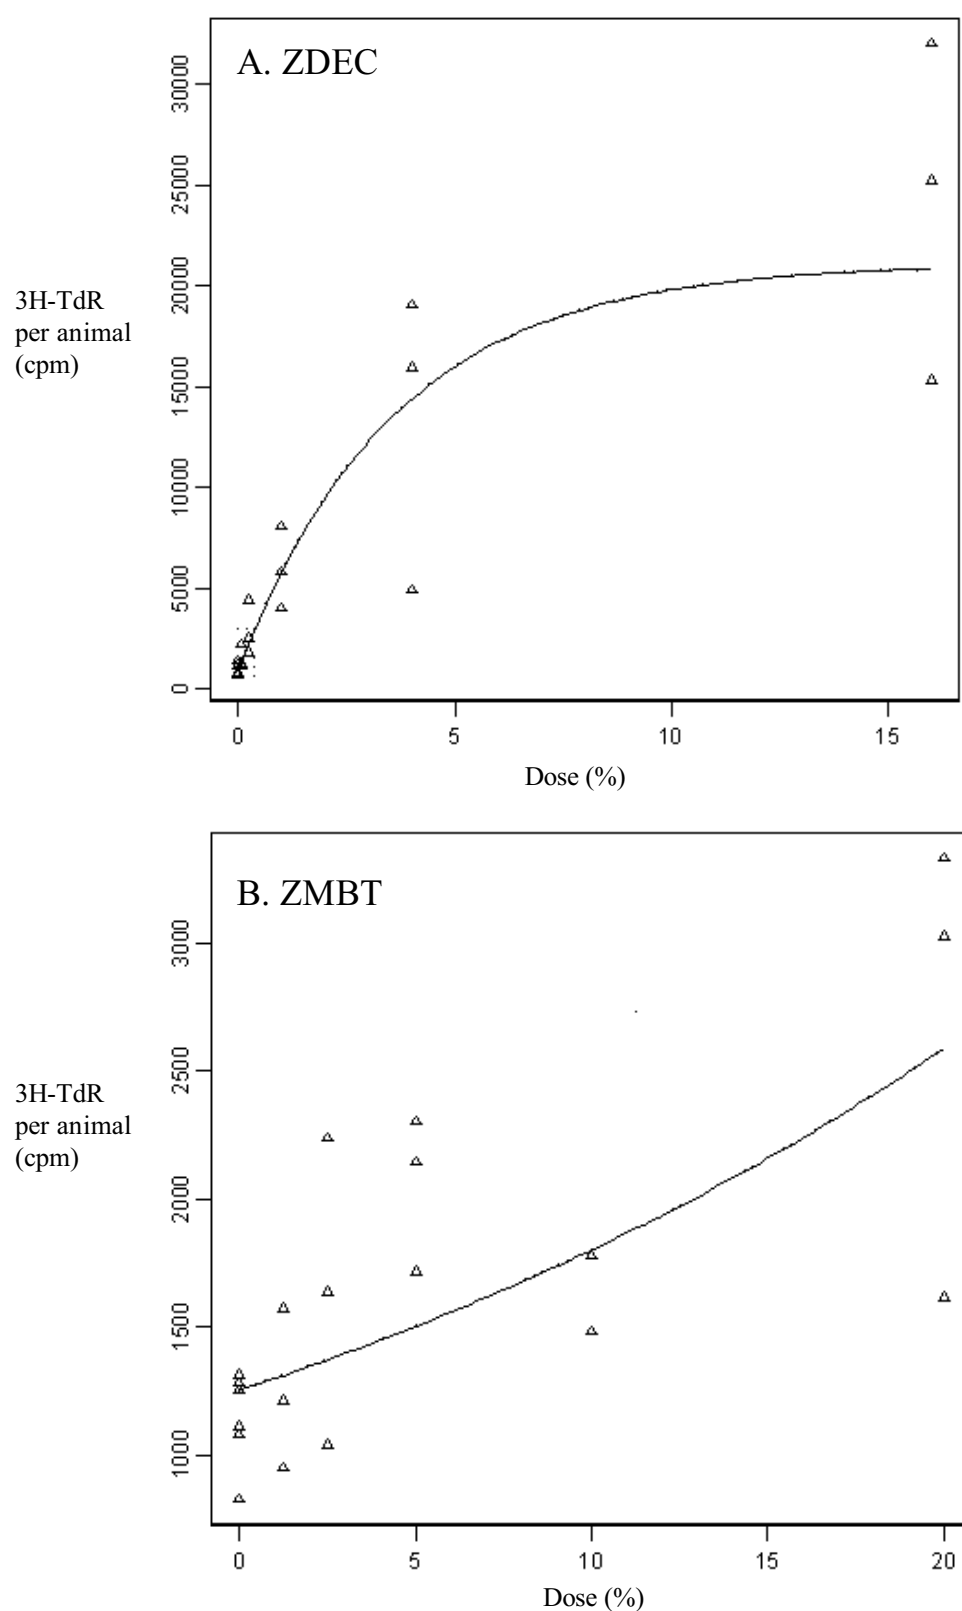 A. ZDEC
30000
25000
20000
15000
10000
5000
0
3H-TdR
per animal
(cpm)
0 5 10 15
Dose (%)
B. ZMBT
3000
2500
2000
1500
1000
3H-TdR
per animal
(cpm)
0 5 10 15 20
Dose (%)